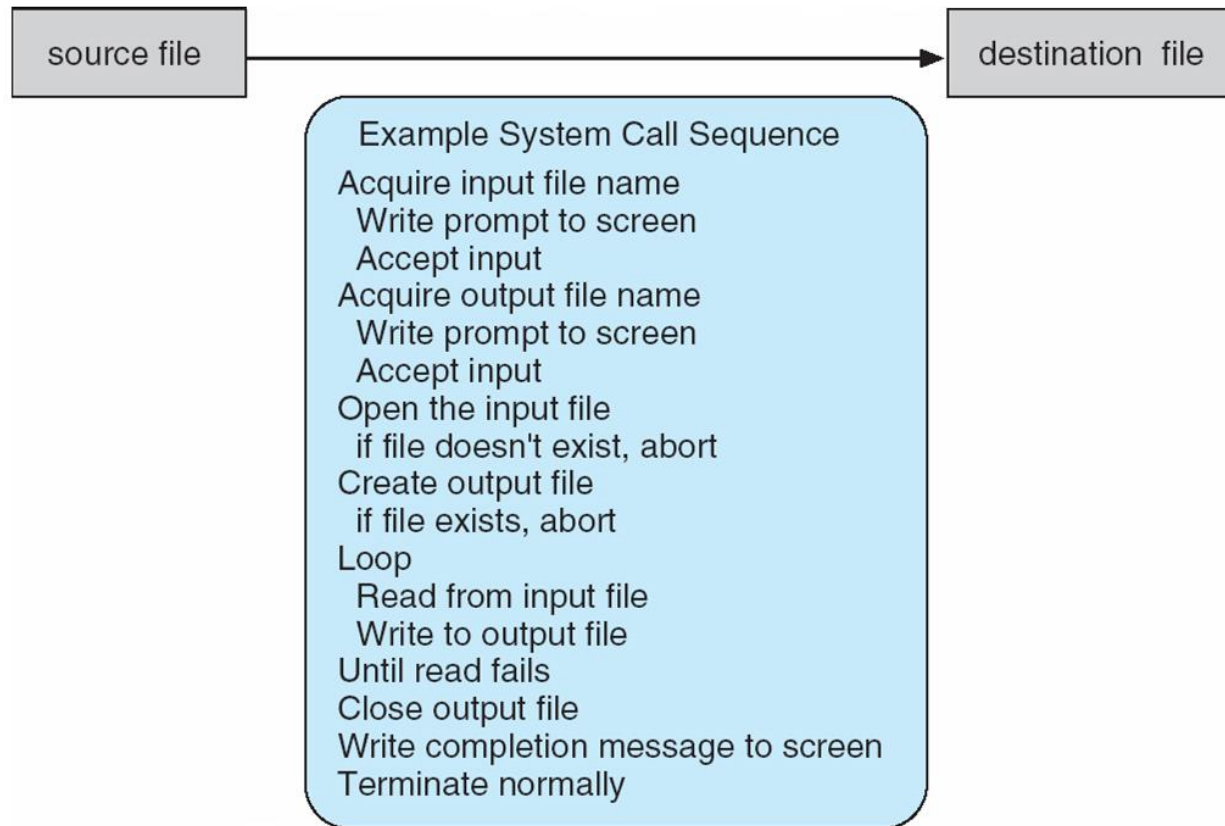 source file
destination file
Example System Call Sequence
Acquire input file name
Write prompt to screen
Accept input
Acquire output file name
Write prompt to screen
Accept input
Open the input file
if file doesn't exist, abort
Create output file
if file exists, abort
Loop
Read from input file
Write to output file
Until read fails
Close output file
Write completion message to screen
Terminate normally